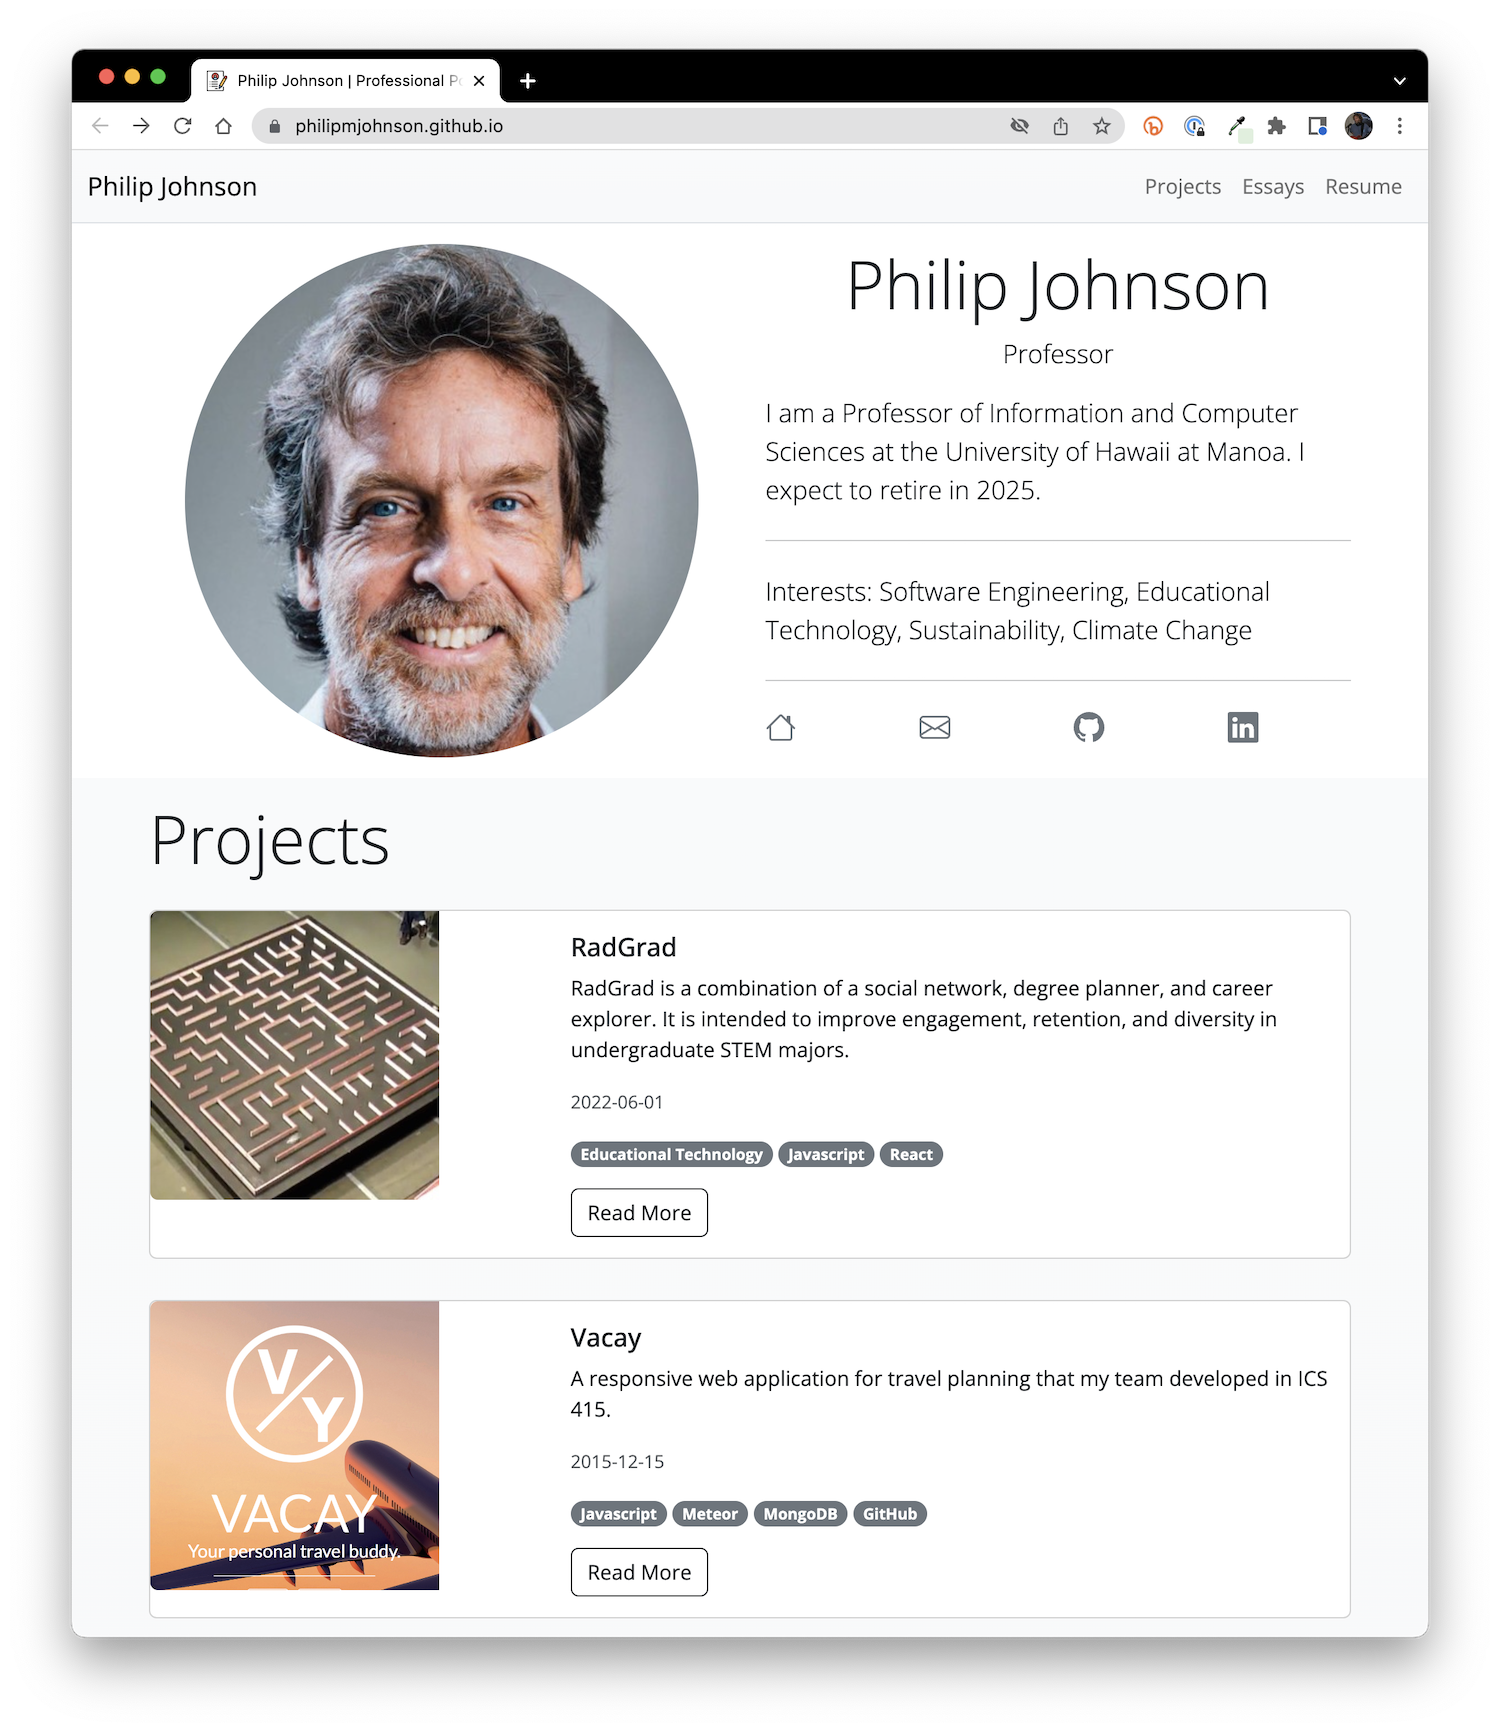 Philip Johnson | Professional P
philipmjohnson.github.io
Philip Johnson
Projects Essays Resume
Philip Johnson
Professor
I am a Professor of Information and Computer
Sciences at the University of Hawaii at Manoa. I
expect to retire in 2025.
Interests: Software Engineering, Educational
Technology, Sustainability, Climate Change
in
Projects
RadGrad
RadGrad is a combination of a social network, degree planner, and career
explorer. It is intended to improve engagement, retention, and diversity in
undergraduate STEM majors.
2022-06-01
Educational Technology Javascript React
Read More
V/Y
VACAY
Your personal travel buddy.
Vacay
A responsive web application for travel planning that my team developed in ICS
415.
2015-12-15
Javascript Meteor MongoDB GitHub
Read More